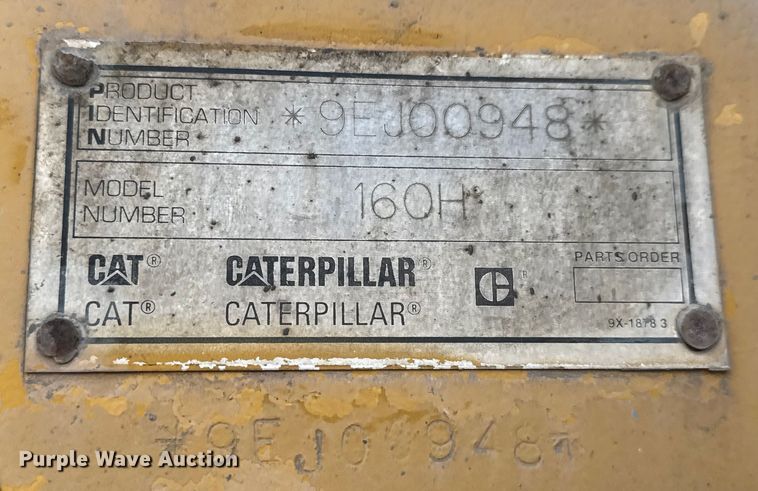 PRODUCT
IDENTIFICATION *9EJ00948*
NUMBER
MODEL
NUMBER 160H
CAT® CATERPILLAR®
CAT® CATERPILLAR®
PARTS ORDER
9X-1878 3
*9EJ00948*
Purple Wave Auction